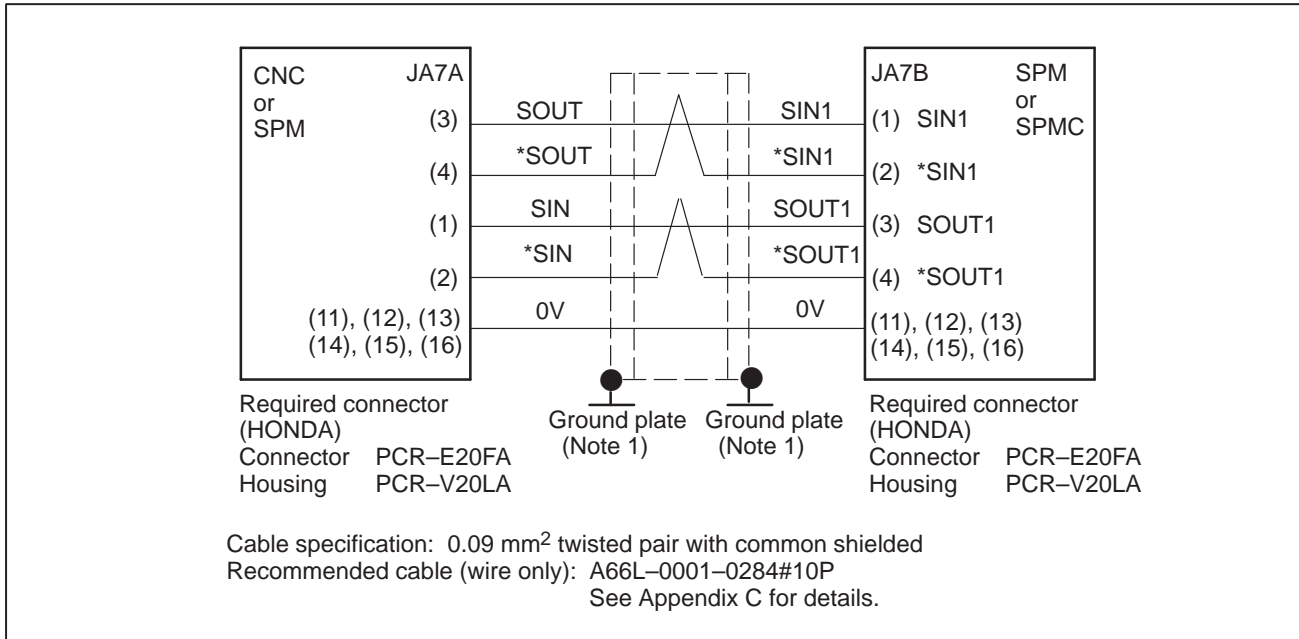 CNC
or
SPM
JA7A
(3)
(4)
(1)
(2)
(11), (12), (13)
(14), (15), (16)
SOUT
*SOUT
SIN
*SIN
0V
SIN1
*SIN1
SOUT1
*SOUT1
0V
JA7B
SPM
or
SPMC
(1) SIN1
(2) *SIN1
(3) SOUT1
(4) *SOUT1
(11), (12), (13)
(14), (15), (16)
Required connector
(HONDA)
Connector PCR–E20FA
Housing PCR–V20LA
Ground plate
(Note 1)
Ground plate
(Note 1)
Required connector
(HONDA)
Connector PCR–E20FA
Housing PCR–V20LA
Cable specification: 0.09 mm² twisted pair with common shielded
Recommended cable (wire only): A66L–0001–0284#10P
See Appendix C for details.